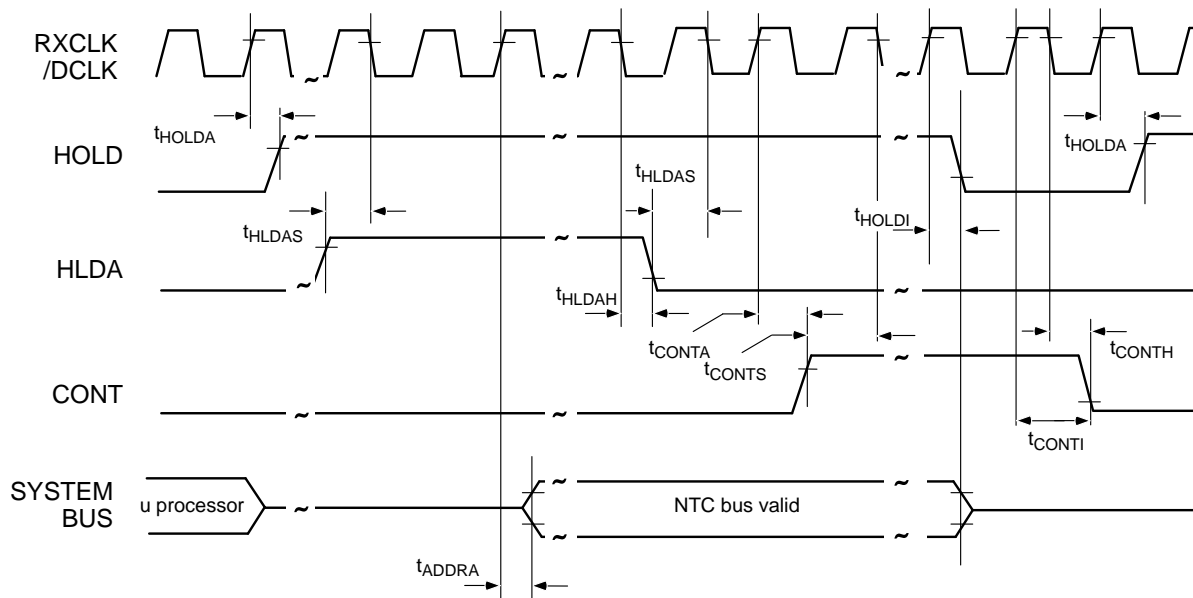 RXCLK
/DCLK
tHOLDA
HOLD
tHOLDA
tHLDAS
tHOLDI
tHLDAS
HLDA
tHLDAH
tCONTA
tCONTS
tCONTH
CONT
tCONTI
SYSTEM
BUS
u processor
NTC bus valid
tADDRA